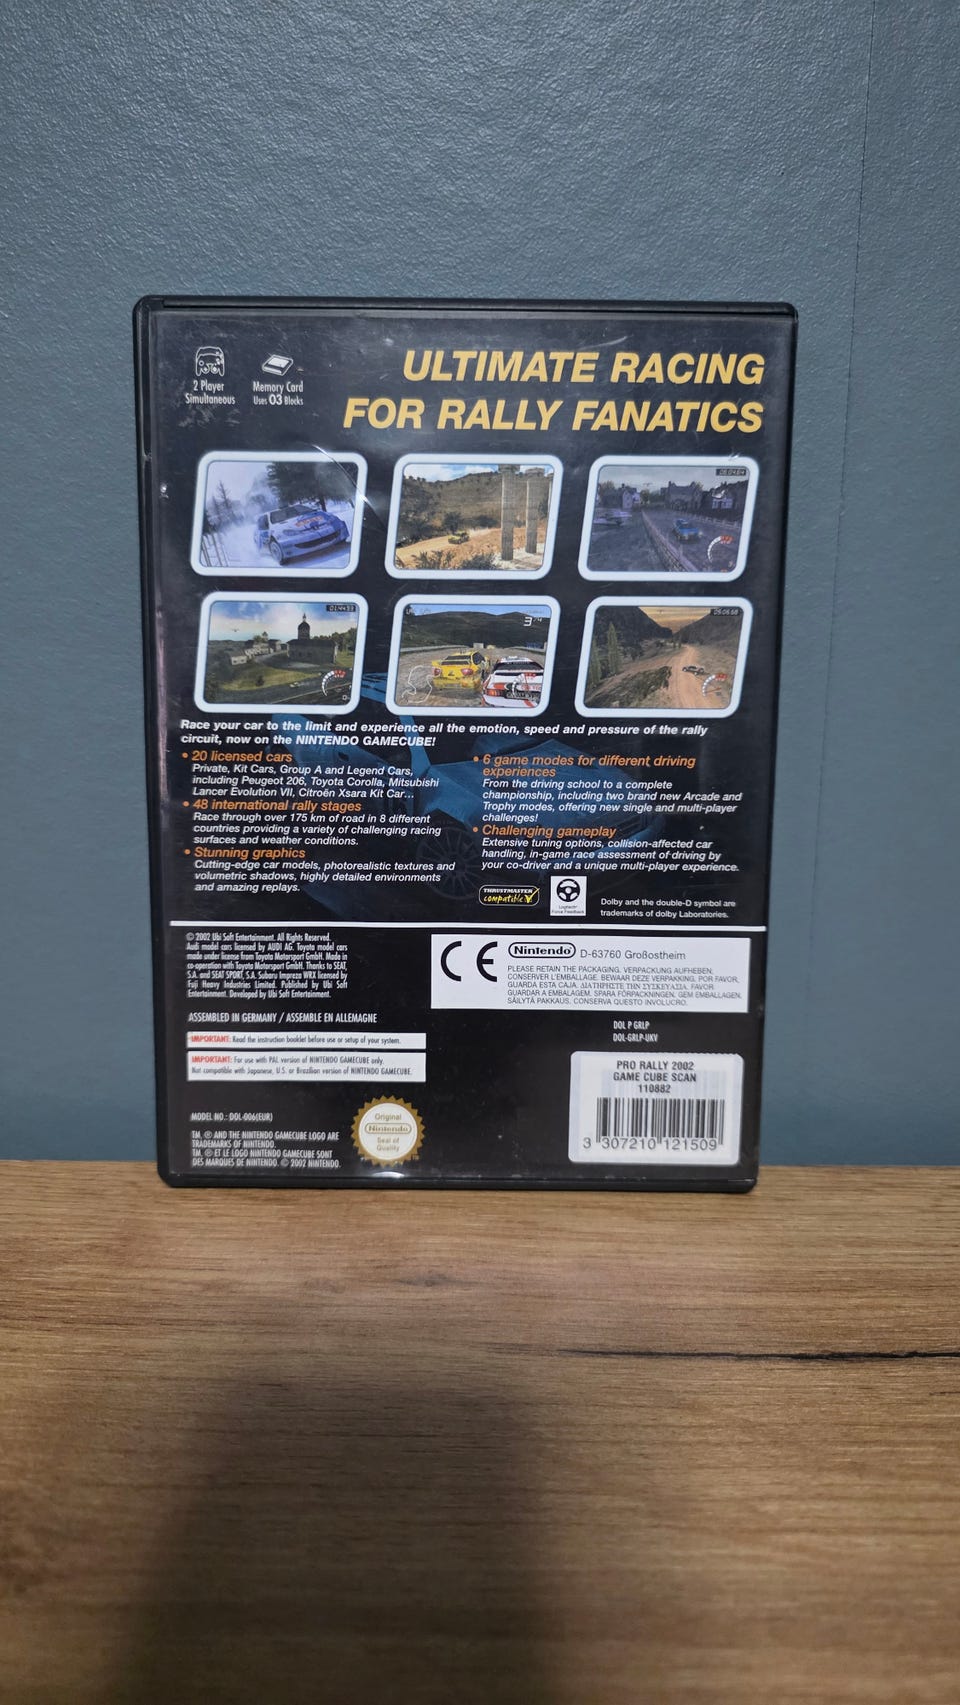 2 Player
Simultaneous
Memory Card
Uses 03 Blocks
ULTIMATE RACING
FOR RALLY FANATICS
Race your car to the limit and experience all the emotion, speed and pressure of the rally
circuit, now on the NINTENDO GAMECUBE!
• 20 licensed cars
Private, Kit Cars, Group A and Legend Cars,
including Peugeot 206, Toyota Corolla, Mitsubishi
Lancer Evolution VII, Citroën Xsara Kit Car...
• 48 international rally stages
Race through over 175 km of road in 8 different
countries providing a variety of challenging racing
surfaces and weather conditions.
• Stunning graphics
Cutting-edge car models, photorealistic textures and
volumetric shadows, highly detailed environments
and amazing replays.
• 6 game modes for different driving
experiences
From the driving school to a complete
championship, including two brand new Arcade and
Trophy modes, offering new single and multi-player
challenges!
• Challenging gameplay
Extensive tuning options, collision-affected car
handling, in-game race assessment of driving by
your co-driver and a unique multi-player experience.
THRUSTMASTER
compatible
Logitech
Force Feedback
Dolby and the double-D symbol are
trademarks of dolby Laboratories.
© 2002 Ubi Soft Entertainment. All Rights Reserved.
Audi model cars licensed by AUDI AG. Toyota model cars
made under license from Toyota Motorsport GmbH. Made in
co-operation with Toyota Motorsport GmbH. Thanks to SEAT,
S.A. and SEAT SPORT, S.A. Subaru Impreza WRX licensed by
Fuji Heavy Industries Limited. Published by Ubi Soft
Entertainment. Developed by Ubi Soft Entertainment.
ASSEMBLED IN GERMANY / ASSEMBLE EN ALLEMAGNE
CE
Nintendo D-63760 Großostheim
PLEASE RETAIN THE PACKAGING. VERPACKUNG AUFHEBEN.
CONSERVER L'EMBALLAGE. BEWAAR DEZE VERPAKKING, POR FAVOR,
GUARDA ESTA CAJA. ΔΙΑΤΗΡΗΣΤΕ ΤΗΝ ΣΥΣΚΕΥΑΣΙΑ. FAVOR
GUARDAR A EMBALAGEM. SPARA FÖRPACKNINGEN. GEM EMBALLAGEN.
SÄILYTÄ PAKKAUS. CONSERVA QUESTO INVOLUCRO.
IMPORTANT: Read the instruction booklet before use or setup of your system.
IMPORTANT: For use with PAL version of NINTENDO GAMECUBE only.
Not compatible with Japanese, U.S. or Brazilian version of NINTENDO GAMECUBE.
DOL P GRLP
DOL-GRLP-UKV
PRO RALLY 2002
GAME CUBE SCAN
110882
3 307210 121509
MODEL NO.: DOL-006(EUR)
TM, ® AND THE NINTENDO GAMECUBE LOGO ARE
TRADEMARKS OF NINTENDO.
TM, ® ET LE LOGO NINTENDO GAMECUBE SONT
DES MARQUES DE NINTENDO. © 2002 NINTENDO.
Original
Nintendo
Seal of
Quality